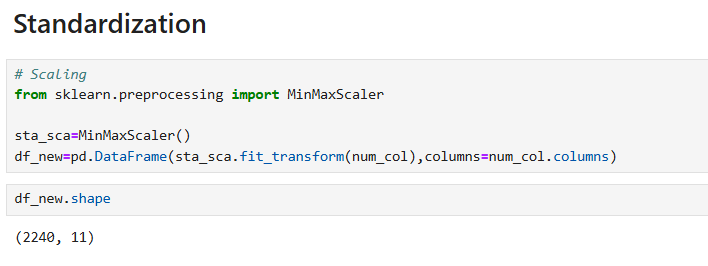 Standardization
# Scaling
from sklearn.preprocessing import MinMaxScaler
sta_sca=MinMaxScaler()
df_new=pd.DataFrame(sta_sca.fit_transform(num_col),columns=num_col.columns)
df_new.shape
(2240, 11)